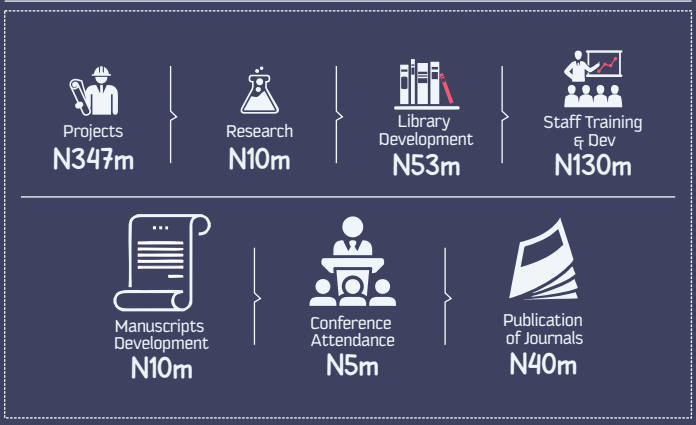 Projects
N347m
Research
N10m
Library
Development
N53m
Staff Training
& Dev
N130m
Manuscripts
Development
N10m
Conference
Attendance
N5m
Publication
of Journals
N40m